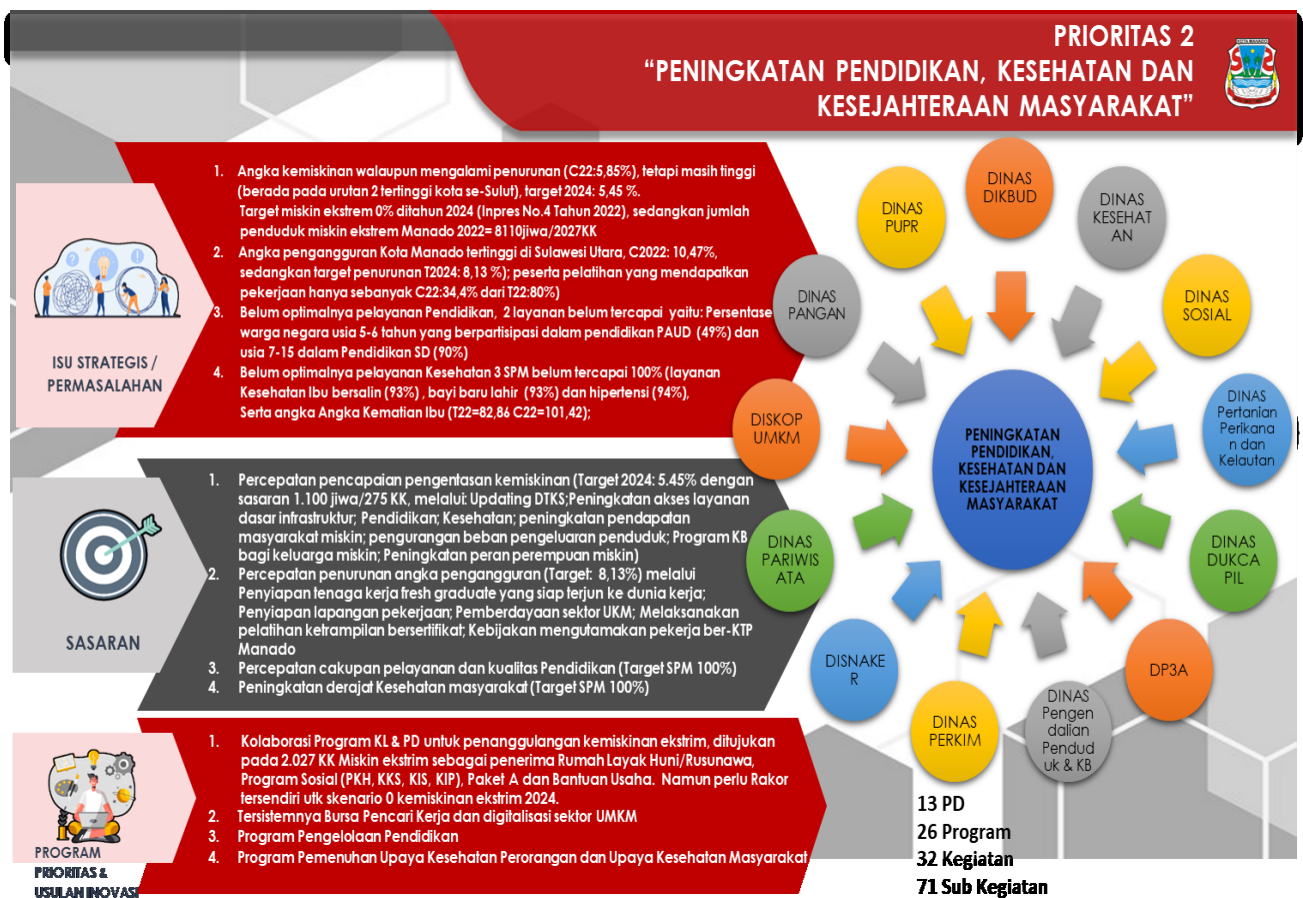 PRIORITAS 2
“PENINGKATAN PENDIDIKAN, KESEHATAN DAN
KESEJAHTERAAN MASYARAKAT”
KOTA MANADO
ISU STRATEGIS /
PERMASALAHAN
1. Angka kemiskinan walaupun mengalami penurunan (C22:5,85%), tetapi masih tinggi
(berada pada urutan 2 tertinggi kota se-Sulut), target 2024: 5,45 %.
Target miskin ekstrem 0% ditahun 2024 (Inpres No.4 Tahun 2022), sedangkan jumlah
penduduk miskin ekstrem Manado 2022= 8110jiwa/2027KK
2. Angka pengangguran Kota Manado tertinggi di Sulawesi Utara, C2022: 10,47%,
sedangkan target penurunan T2024: 8,13 %); peserta pelatihan yang mendapatkan
pekerjaan hanya sebanyak C22:34,4% dari T22:80%)
3. Belum optimalnya pelayanan Pendidikan, 2 layanan belum tercapai yaitu: Persentase
warga negara usia 5-6 tahun yang berpartisipasi dalam pendidikan PAUD (49%) dan
usia 7-15 dalam Pendidikan SD (90%)
4. Belum optimalnya pelayanan Kesehatan 3 SPM belum tercapai 100% (layanan
Kesehatan Ibu bersalin (93%) , bayi baru lahir (93%) dan hipertensi (94%),
Serta angka Angka Kematian Ibu (T22=82,86 C22=101,42);
SASARAN
1. Percepatan pencapaian pengentasan kemiskinan (Target 2024: 5.45% dengan
sasaran 1.100 jiwa/275 KK, melalui: Updating DTKS;Peningkatan akses layanan
dasar infrastruktur; Pendidikan; Kesehatan; peningkatan pendapatan
masyarakat miskin; pengurangan beban pengeluaran penduduk; Program KB
bagi keluarga miskin; Peningkatan peran perempuan miskin)
2. Percepatan penurunan angka pengangguran (Target: 8,13%) melalui
Penyiapan tenaga kerja fresh graduate yang siap terjun ke dunia kerja;
Penyiapan lapangan pekerjaan; Pemberdayaan sektor UKM; Melaksanakan
pelatihan ketrampilan bersertifikat; Kebijakan mengutamakan pekerja ber-KTP
Manado
3. Percepatan cakupan pelayanan dan kualitas Pendidikan (Target SPM 100%)
4. Peningkatan derajat Kesehatan masyarakat (Target SPM 100%)
PROGRAM
PRIORITAS &
USULAN INOVASI
1. Kolaborasi Program KL & PD untuk penanggulangan kemiskinan ekstrim, ditujukan
pada 2.027 KK Miskin ekstrim sebagai penerima Rumah Layak Huni/Rusunawa,
Program Sosial (PKH, KKS, KIS, KIP), Paket A dan Bantuan Usaha. Namun perlu Rakor
tersendiri utk skenario 0 kemiskinan ekstrim 2024.
2. Tersistemnya Bursa Pencari Kerja dan digitalisasi sektor UMKM
3. Program Pengelolaan Pendidikan
4. Program Pemenuhan Upaya Kesehatan Perorangan dan Upaya Kesehatan Masyarakat
PENINGKATAN
PENDIDIKAN,
KESEHATAN DAN
KESEJAHTERAAN
MASYARAKAT
DINAS
DIKBUD
DINAS
KESEHAT
AN
DINAS
SOSIAL
DINAS
Pertanian
Perikana
n dan
Kelautan
DINAS
DUKCA
PIL
DP3A
DINAS
Pengen
dalian
Pendud
uk & KB
DINAS
PERKIM
DISNAKE
R
DINAS
PARIWIS
ATA
DISKOP
UMKM
DINAS
PANGAN
DINAS
PUPR
13 PD
26 Program
32 Kegiatan
71 Sub Kegiatan